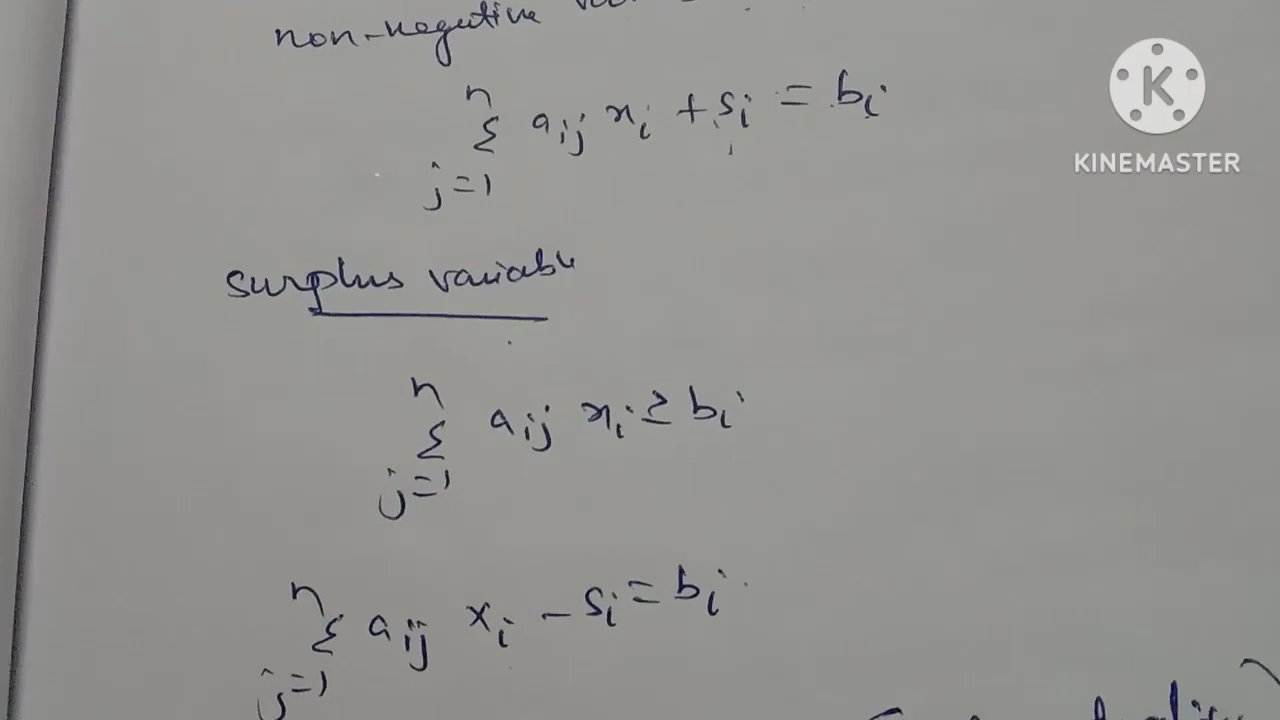 non-negative
n
Σ aij xi + si = bi
j=1
KINEMASTER
surplus variable
n
Σ aij xi ≥ bi
j=1
n
Σ aij xi - si = bi
j=1